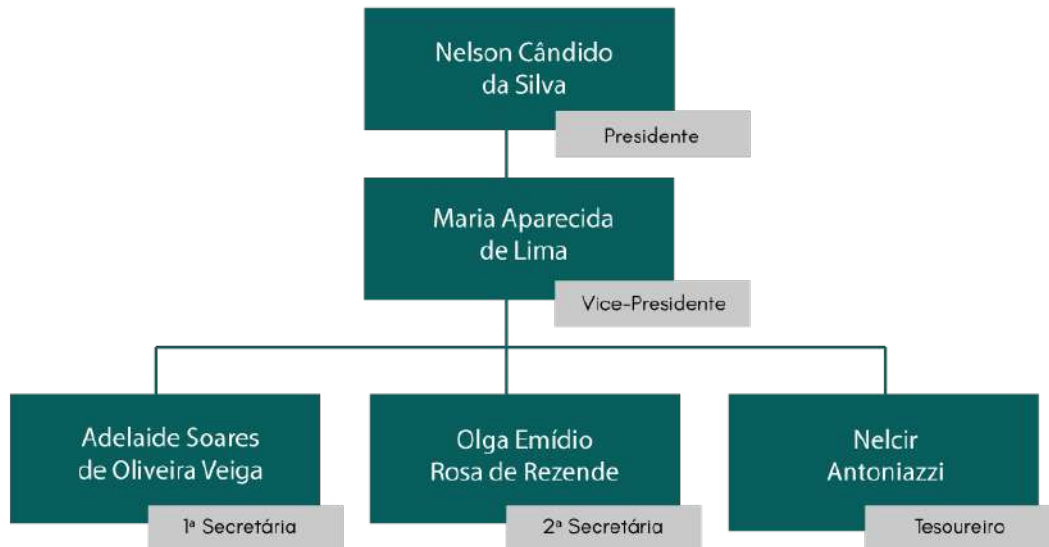 Nelson Cândido
da Silva
Presidente
Maria Aparecida
de Lima
Vice-Presidente
Adelaide Soares
de Oliveira Veiga
1ª Secretária
Olga Emídio
Rosa de Rezende
2ª Secretária
Nelcir
Antoniazzi
Tesoureiro